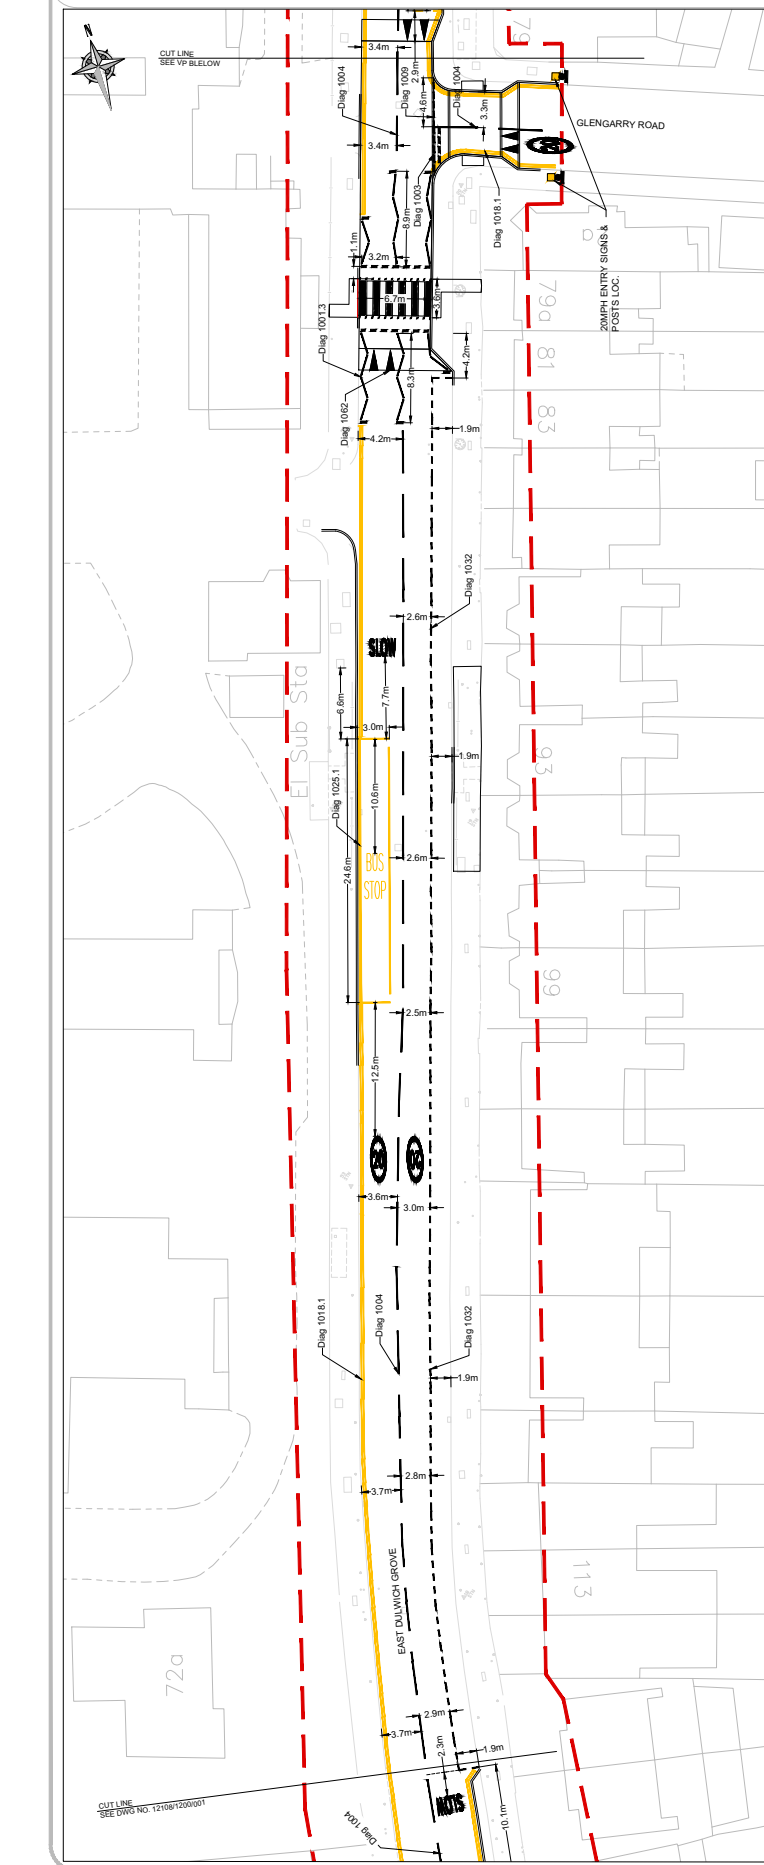 N
CUT LINE
SEE VP BLELOW
79
3.4m
Diag 1004
Diag 1009
2.9m
4.6m
Diag 1004
3.3m
GLENGARRY ROAD
20
3.4m
Diag 1003
8.9m
Diag 1018.1
1.1m
3.2m
20MPH ENTRY SIGNS &
POSTS LOC.
79a
6.7m
3.6m
Diag 1001.3
4.2m
81
Diag 1062
8.3m
83
4.2m
1.9m
Diag 1032
2.6m
SLOW
7.7m
El Sub Sta
6.6m
3.0m
1.9m
93
Diag 1025.1
10.6m
24.6m
2.6m
BUS
STOP
99
2.5m
12.5m
20
20
3.6m
3.0m
Diag 1018.1
Diag 1004
Diag 1032
1.9m
2.8m
3.7m
EAST DULWICH GROVE
113
72a
2.9m
3.7m
2.3m
1.9m
CUT LINE
SEE DWG NO. 12108/1200/001
SLOW
10.1m
Diag 1004